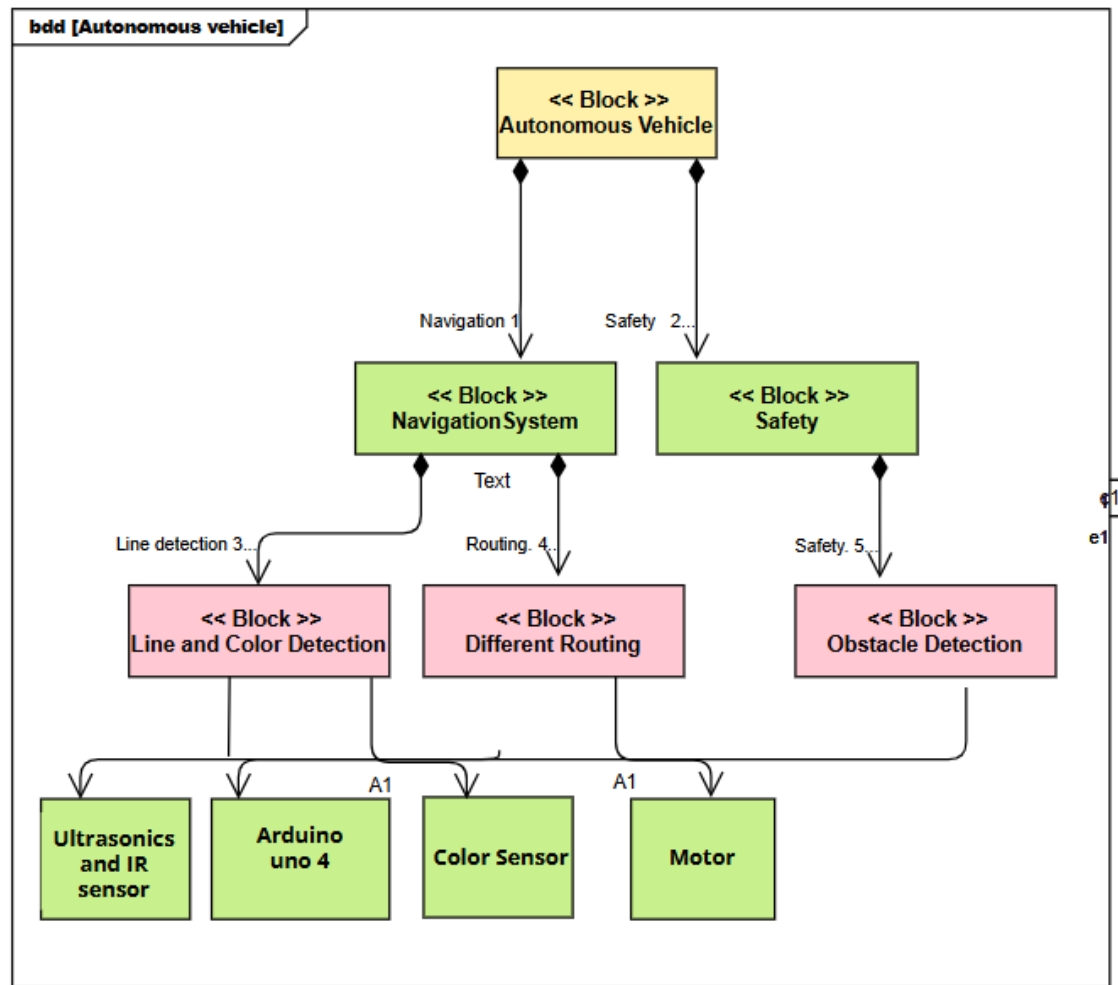 bdd [Autonomous vehicle]
<< Block >>
Autonomous Vehicle
Navigation 1
Safety 2...
<< Block >>
Navigation System
<< Block >>
Safety
Text
Line detection 3...
Routing. 4...
Safety. 5...
e1
<< Block >>
Line and Color Detection
<< Block >>
Different Routing
<< Block >>
Obstacle Detection
A1
A1
Ultrasonics
and IR
sensor
Arduino
uno 4
Color Sensor
Motor